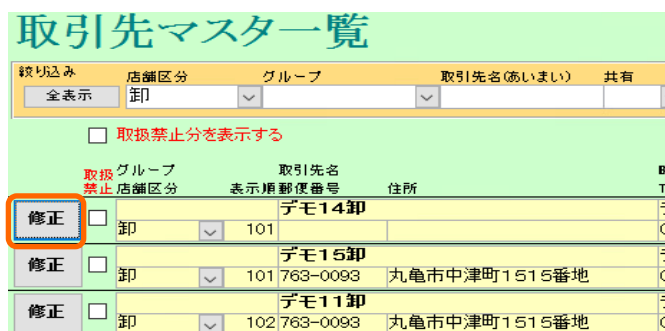 取引先マスター覧
絞り込み 店舗区分 グループ 取引先名(あいまい) 共有
全表示 卸
取扱禁止分を表示する
取扱 グループ 取引先名
禁止 店舗区分 表示順 郵便番号 住所
デモ14卸
修正 卸 101
デモ15卸
修正 卸 101 763-0093 丸亀市中津町1515番地
デモ11卸
修正 卸 102 763-0093 丸亀市中津町1515番地